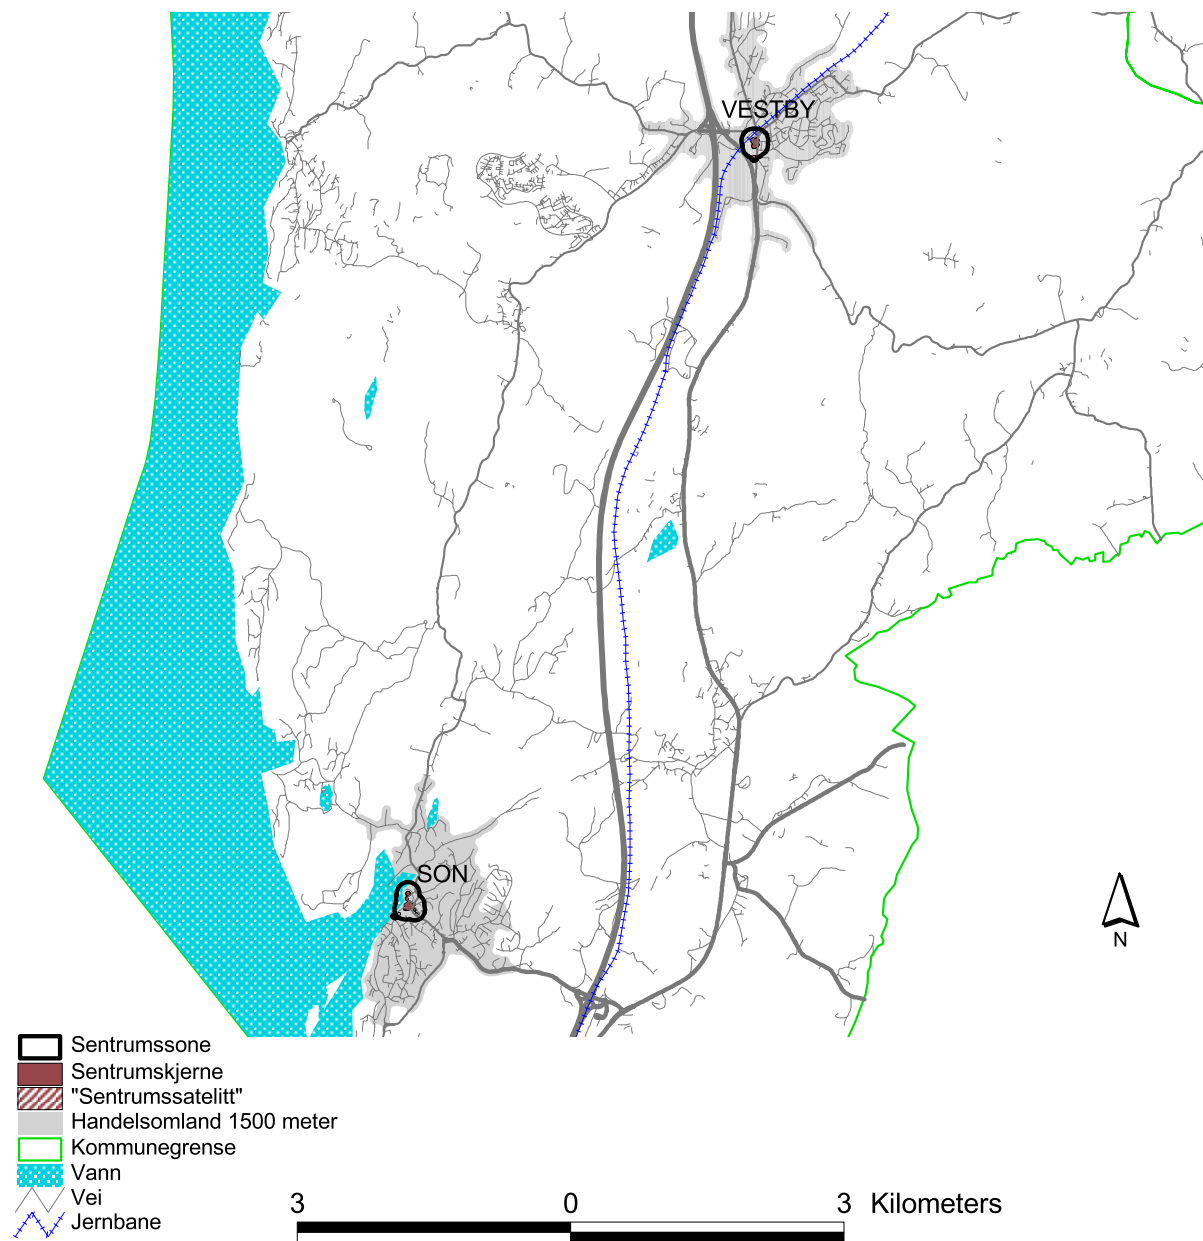 VESTBY
SON
N
Sentrumssone
Sentrumskjerne
"Sentrumssatelitt"
Handelsomland 1500 meter
Kommunegrense
Vann
Vei
Jernbane
3 0 3 Kilometers